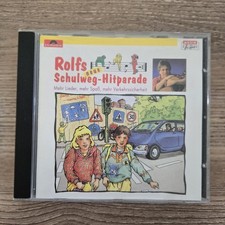 Rolfs
neue
Schulweg-Hitparade
Mehr Lieder, mehr Spaß, mehr Verkehrssicherheit